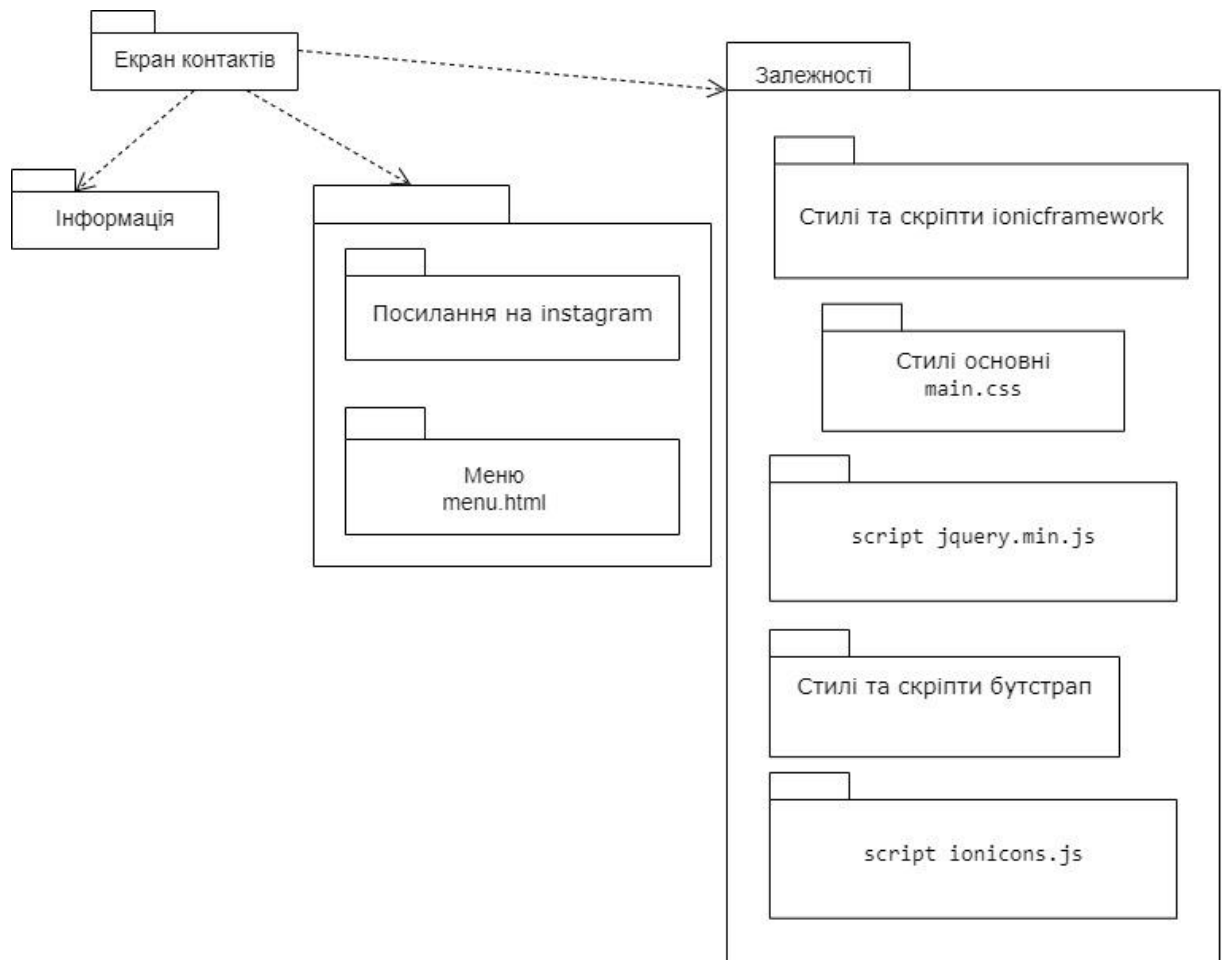 Екран контактів
Залежності
Інформація
Стилі та скріпти ionicframework
Посилання на instagram
Стилі основні
main.css
Меню
menu.html
script jquery.min.js
Стилі та скріпти бутстрап
script ionicons.js